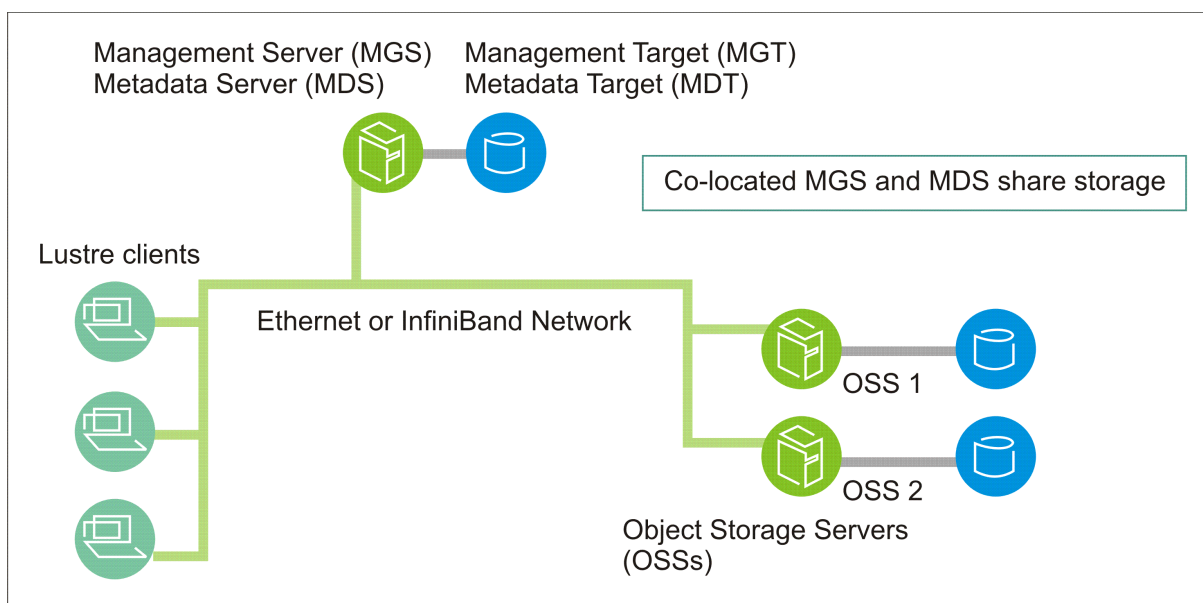 Management Server (MGS)
Metadata Server (MDS)
Management Target (MGT)
Metadata Target (MDT)
Co-located MGS and MDS share storage
Lustre clients
Ethernet or InfiniBand Network
OSS 1
OSS 2
Object Storage Servers
(OSSs)